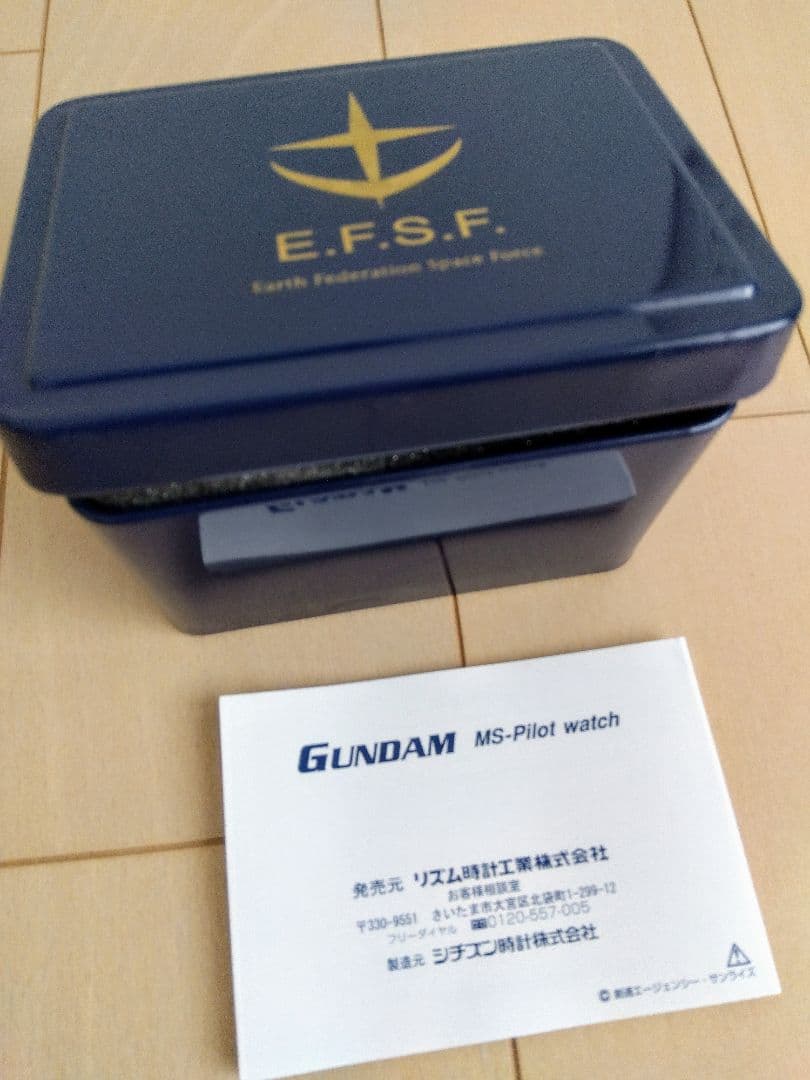 E.F.S.F.
Earth Federation Space Force
GUNDAM MS-Pilot watch
発売元 リズム時計工業株式会社
お客様相談室
〒330-9551 さいたま市大宮区北袋町1-299-12
フリーダイヤル 0120-557-005
製造元 シチズン時計株式会社
© 創通エージェンシー・サンライズ